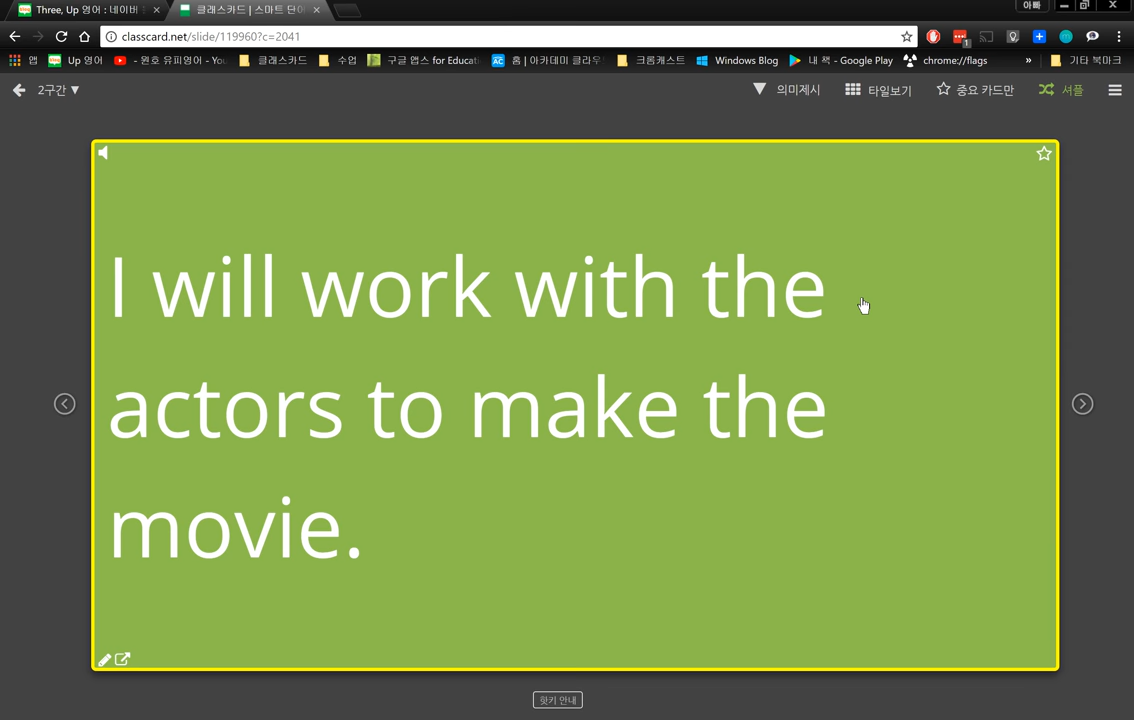 Three, Up 영어 : 네이버
클래스카드 | 스마트 단어
아빠
classcard.net/slide/119960?c=2041
1
앱
Up 영어
- 원호 유피영어 - You
클래스카드
수업
구글 앱스 for Educati
홈 | 아카데미 클라우
크롬캐스트
Windows Blog
내 책 - Google Play
chrome://flags
»
기타 북마크
2구간 ▼
▼ 의미제시
타일보기
중요 카드만
셔플
I will work with the
actors to make the
movie.
핫키 안내